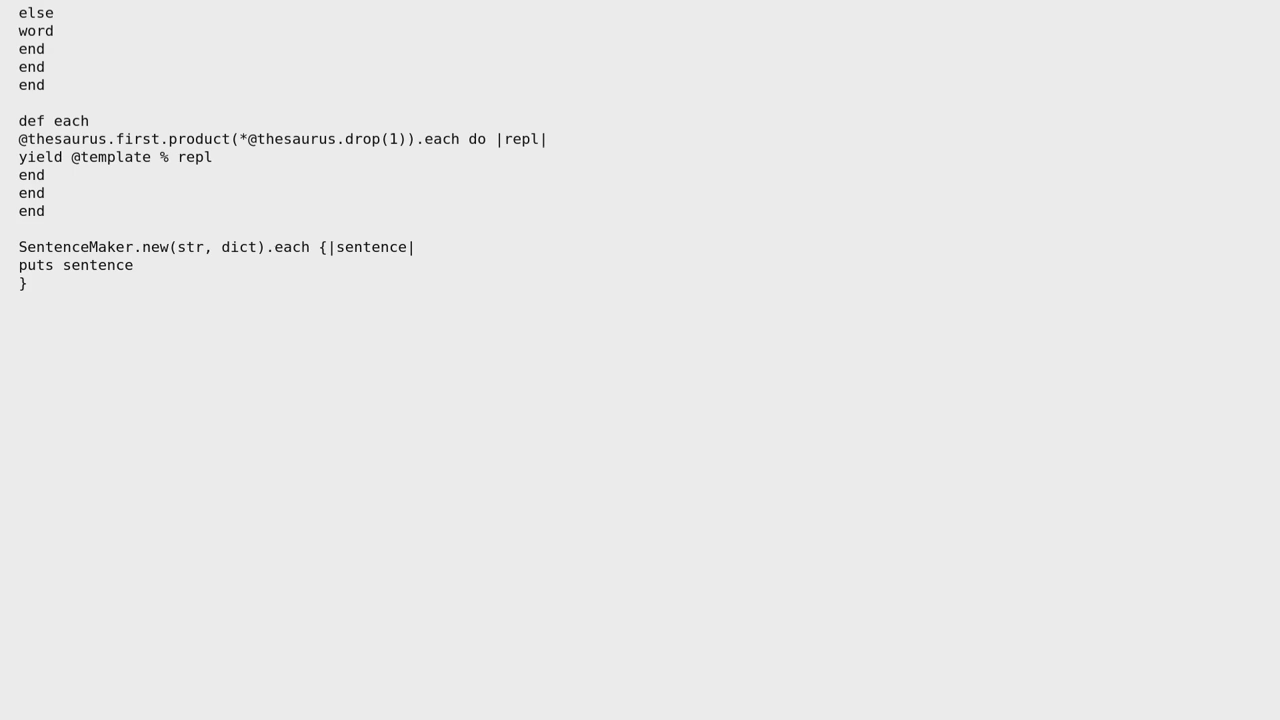 else
word
end
end
end

def each
@thesaurus.first.product(*@thesaurus.drop(1)).each do |repl|
yield @template % repl
end
end
end

SentenceMaker.new(str, dict).each {|sentence|
puts sentence
}